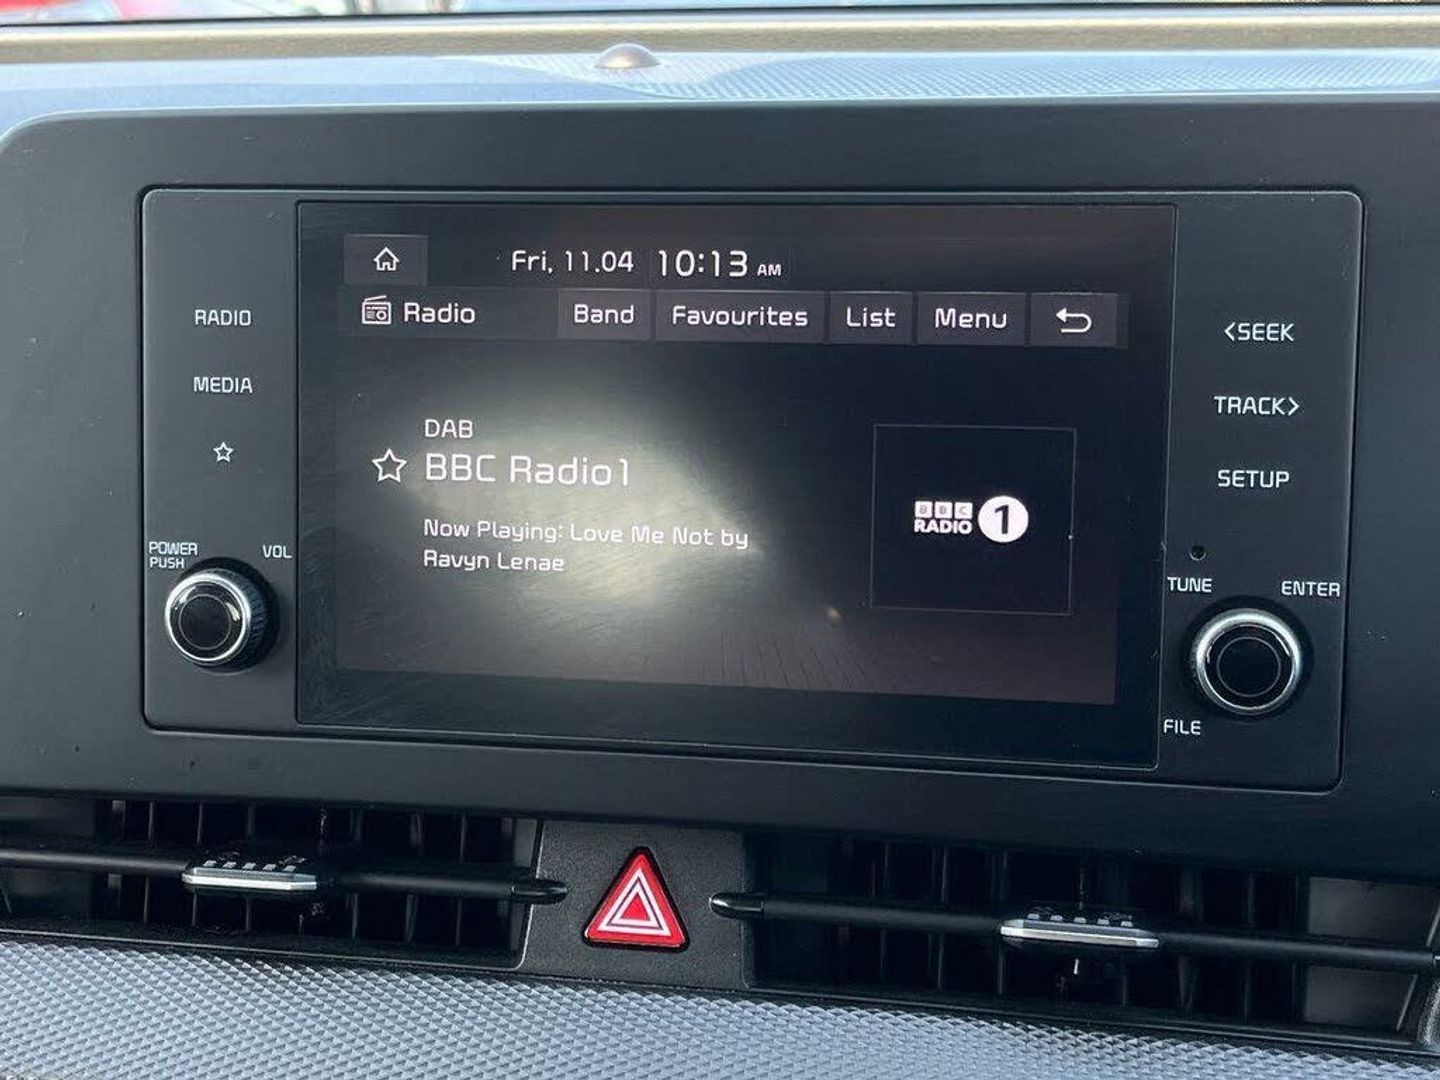 Fri, 11.04 10:13 AM
Radio Band Favourites List Menu
RADIO
MEDIA
POWER PUSH
VOL
DAB
BBC Radio1
Now Playing: Love Me Not by
Ravyn Lenae
BBC
RADIO 1
<SEEK
TRACK>
SETUP
TUNE
ENTER
FILE